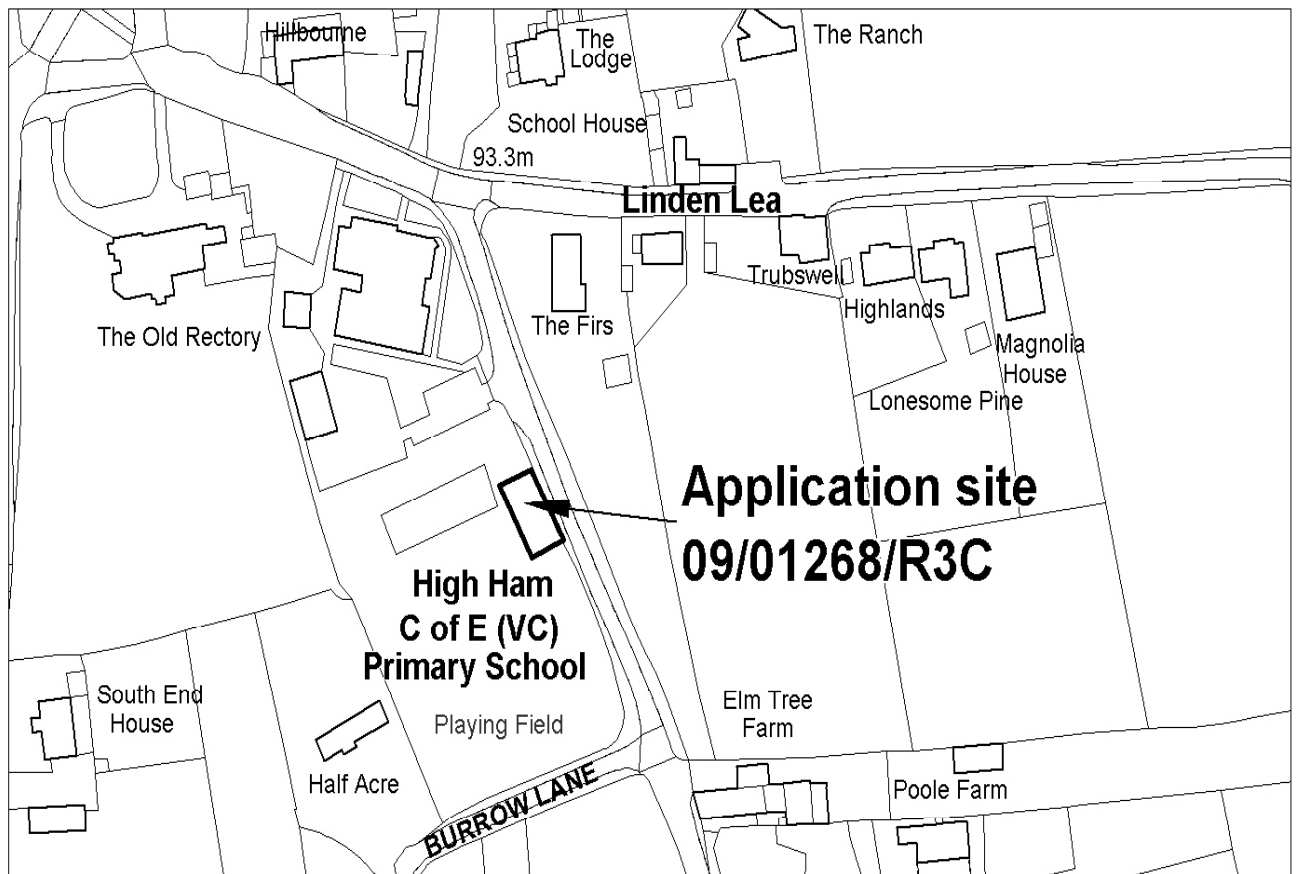 Hillbourne
The
Lodge
The Ranch
School House
93.3m
Linden Lea
Trubswell
The Firs
Highlands
The Old Rectory
Magnolia
House
Lonesome Pine
Application site
09/01268/R3C
High Ham
C of E (VC)
Primary School
South End
House
Playing Field
Elm Tree
Farm
Half Acre
Poole Farm
BURROW LANE